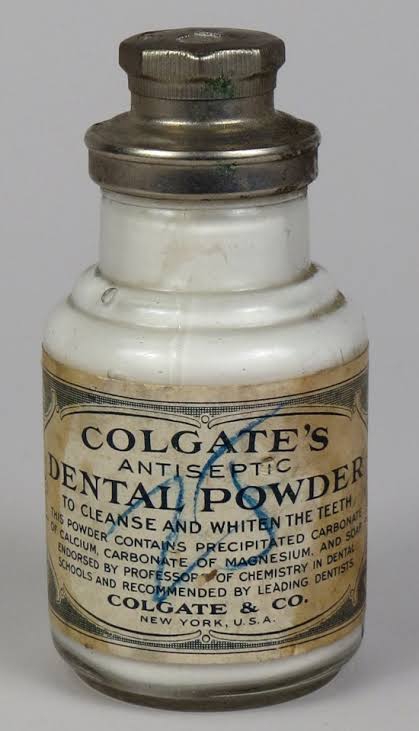 COLGATE'S
ANTISEPTIC
DENTAL POWDER
TO CLEANSE AND WHITEN THE TEETH
THIS POWDER CONTAINS PRECIPITATED CARBONATE
OF CALCIUM, CARBONATE OF MAGNESIUM, AND SOAP
ENDORSED BY PROFESSOR OF CHEMISTRY IN DENTAL
SCHOOLS AND RECOMMENDED BY LEADING DENTISTS
COLGATE & CO.
NEW YORK, U.S.A.